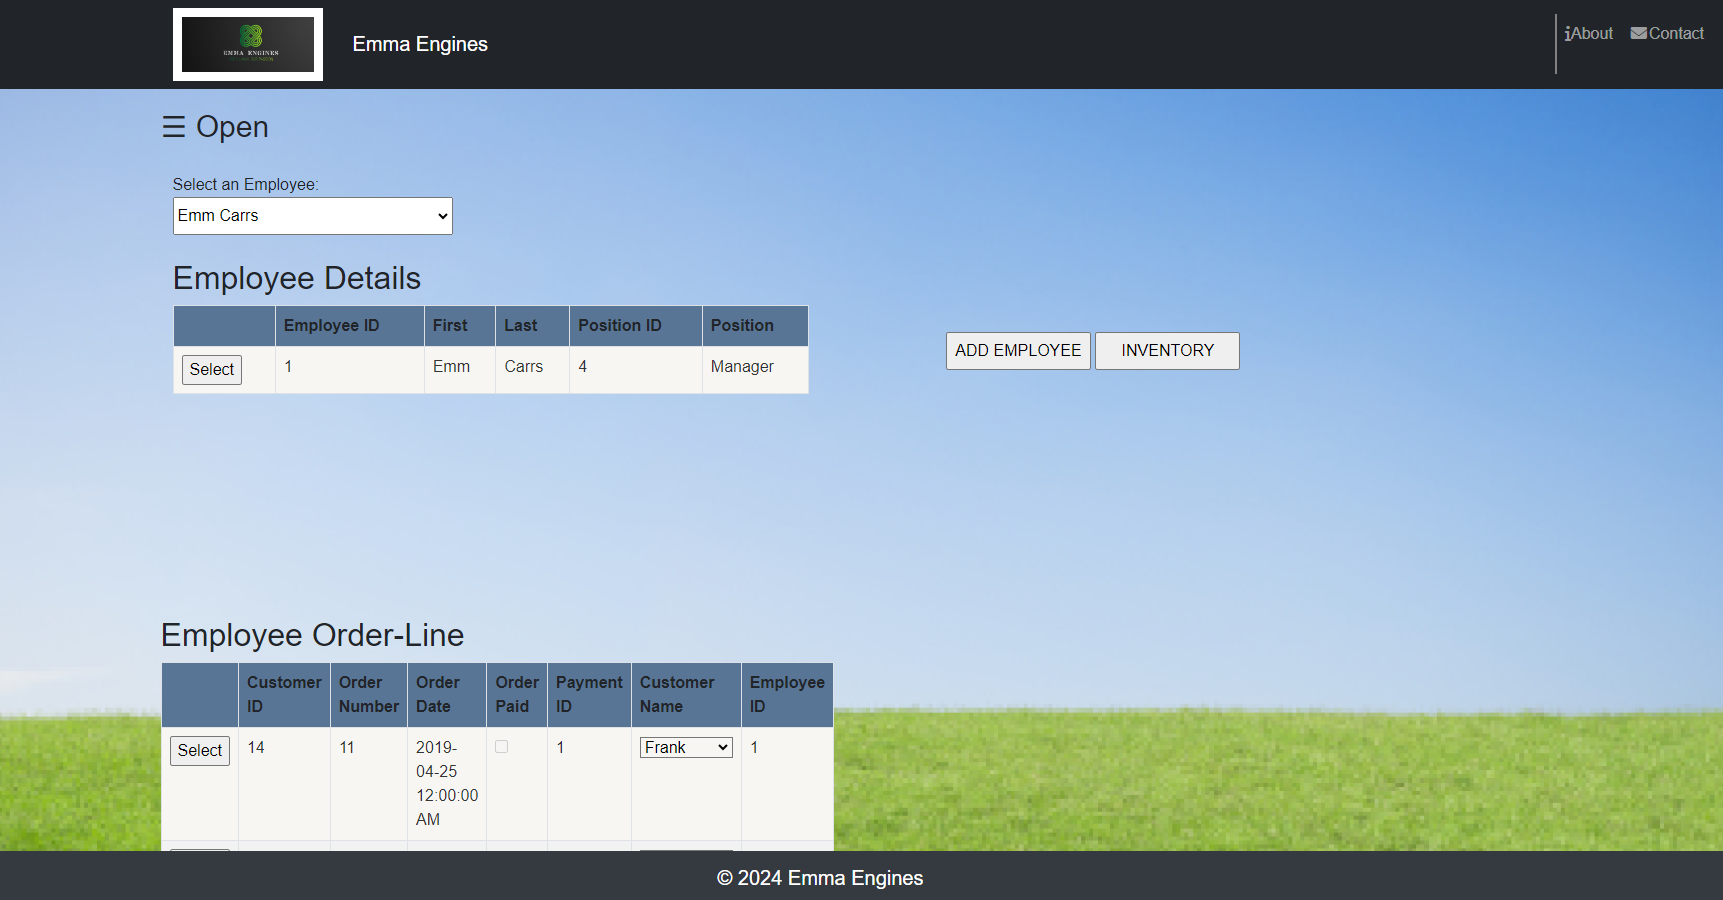 EMMA ENGINES
Emma Engines
About
Contact
☰ Open
Select an Employee:
Emm Carrs
Employee Details
Employee ID First Last Position ID Position
Select 1 Emm Carrs 4 Manager
ADD EMPLOYEE INVENTORY
Employee Order-Line
Customer ID Order Number Order Date Order Paid Payment ID Customer Name Employee ID
Select 14 11 2019-04-25 12:00:00 AM 1 Frank 1
© 2024 Emma Engines